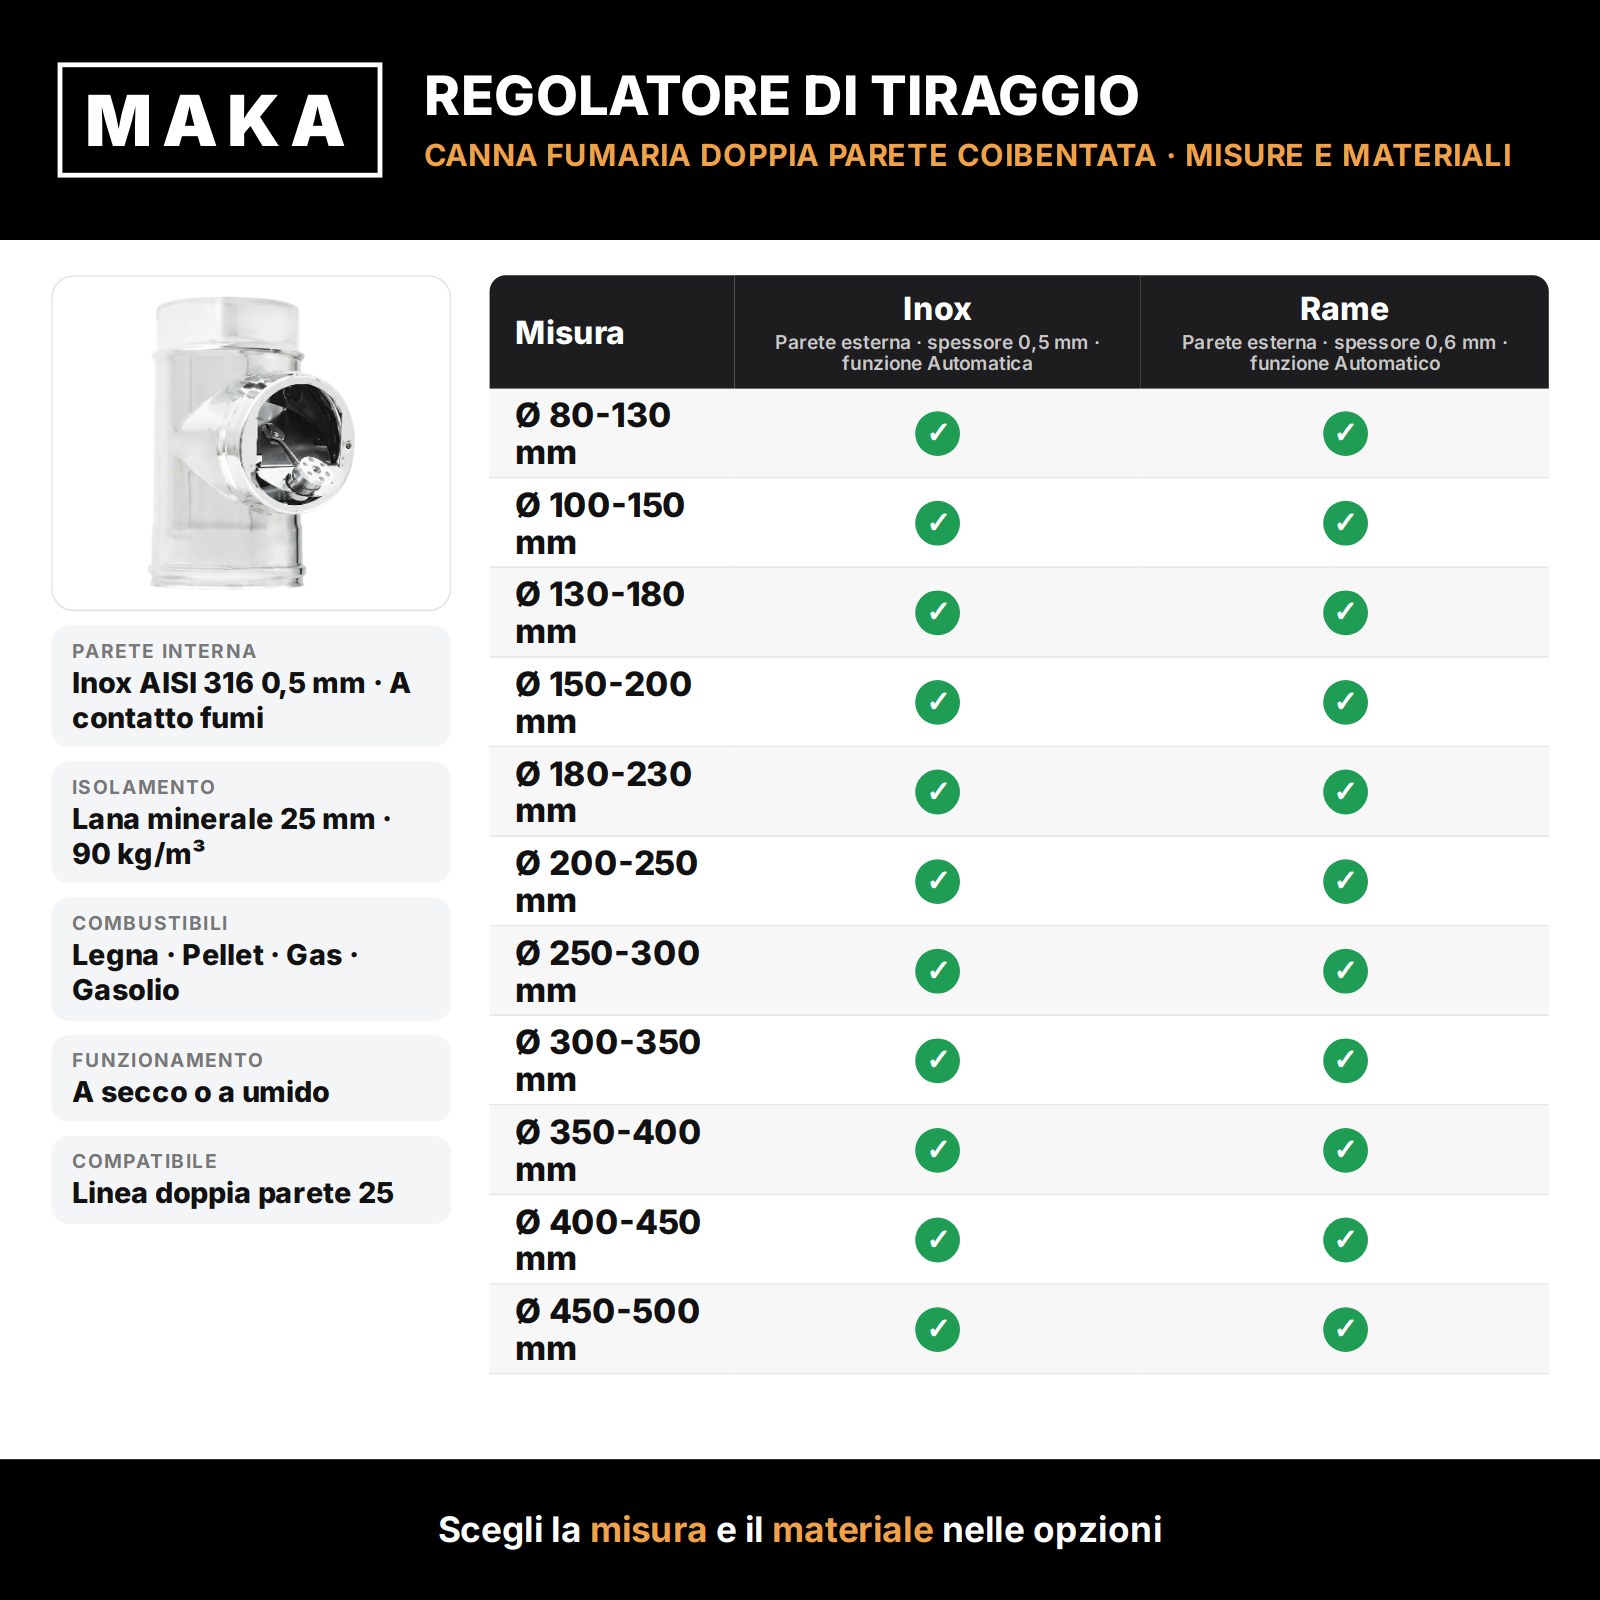 MAKA
REGOLATORE DI TIRAGGIO
CANNA FUMARIA DOPPIA PARETE COIBENTATA · MISURE E MATERIALI
PARETE INTERNA
Inox AISI 316 0,5 mm · A
contatto fumi
ISOLAMENTO
Lana minerale 25 mm ·
90 kg/m³
COMBUSTIBILI
Legna · Pellet · Gas ·
Gasolio
FUNZIONAMENTO
A secco o a umido
COMPATIBILE
Linea doppia parete 25
Misura
Inox
Parete esterna · spessore 0,5 mm ·
funzione Automatica
Rame
Parete esterna · spessore 0,6 mm ·
funzione Automatico
Ø 80-130
mm
✓ ✓
Ø 100-150
mm
✓ ✓
Ø 130-180
mm
✓ ✓
Ø 150-200
mm
✓ ✓
Ø 180-230
mm
✓ ✓
Ø 200-250
mm
✓ ✓
Ø 250-300
mm
✓ ✓
Ø 300-350
mm
✓ ✓
Ø 350-400
mm
✓ ✓
Ø 400-450
mm
✓ ✓
Ø 450-500
mm
✓ ✓
Scegli la misura e il materiale nelle opzioni